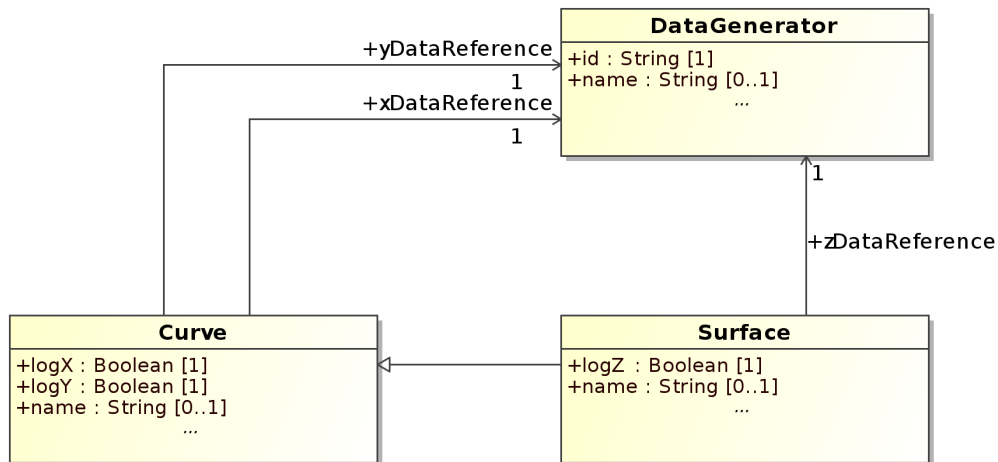 DataGenerator
+id : String [1]
+name : String [0..1]
...
+yDataReference
1
+xDataReference
1
1
+zDataReference
Curve
+logX : Boolean [1]
+logY : Boolean [1]
+name : String [0..1]
...
Surface
+logZ : Boolean [1]
+name : String [0..1]
...